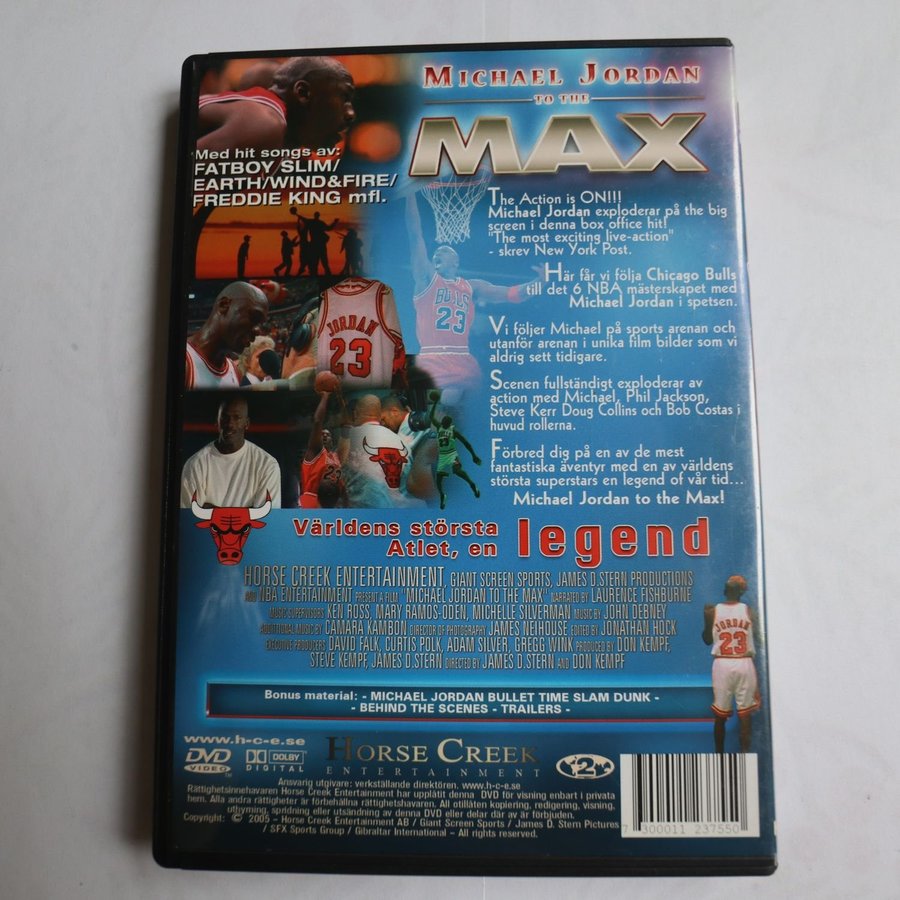 MICHAEL JORDAN
TO THE
MAX
Med hit songs av:
FATBOY SLIM/
EARTH/WIND&FIRE/
FREDDIE KING mfl.
The Action is ON!!!
Michael Jordan exploderar på the big
screen i denna box office hit!
"The most exciting live-action"
- skrev New York Post.
Här får vi följa Chicago Bulls
till det 6 NBA mästerskapet med
Michael Jordan i spetsen.
Vi följer Michael på sports arenan och
utanför arenan i unika film bilder som vi
aldrig sett tidigare.
Scenen fullständigt exploderar av
action med Michael, Phil Jackson,
Steve Kerr Doug Collins och Bob Costas i
huvud rollerna.
Förbred dig på en av de mest
fantastiska äventyr med en av världens
största superstars en legend of vår tid...
Michael Jordan to the Max!
BULLS
23
JORDAN
23
23
23
Världens största
Atlet, en legend
HORSE CREEK ENTERTAINMENT, GIANT SCREEN SPORTS, JAMES D.STERN PRODUCTIONS
AND NBA ENTERTAINMENT PRESENT A FILM "MICHAEL JORDAN TO THE MAX" NARRATED BY LAURENCE FISHBURNE
MUSIC SUPERVISORS KEN ROSS, MARY RAMOS-ODEN, MICHELLE SILVERMAN MUSIC BY JOHN DEBNEY
ADDITIONAL MUSIC BY CAMARA KAMBON DIRECTOR OF PHOTOGRAPHY JAMES NEIHOUSE EDITED BY JONATHAN HOCK
EXECUTIVE PRODUCERS DAVID FALK, CURTIS POLK, ADAM SILVER, GREGG WINK PRODUCED BY DON KEMPF,
STEVE KEMPF, JAMES D.STERN DIRECTED BY JAMES D.STERN AND DON KEMPF
JORDAN
23
Bonus material: - MICHAEL JORDAN BULLET TIME SLAM DUNK -
- BEHIND THE SCENES - TRAILERS -
www.h-c-e.se
DVD
VIDEO
TM
DOLBY
DIGITAL
HORSE CREEK
ENTERTAINMENT
2
Ansvarig utgivare: verkställande direktören. www.h-c-e.se
Rättighetsinnehavaren Horse Creek Entertainment har upplåtit denna DVD för visning enbart i privata
hem. Alla andra rättigheter är förbehållna rättighetshavaren. All otillåten kopiering, redigering, visning,
uthyrning, spridning eller utsändning av denna DVD eller delar där av är förbjuden.
Copyright: © 2005 - Horse Creek Entertainment AB / Giant Screen Sports / James D. Stern Pictures
/ SFX Sports Group / Gibraltar International - All rights reserved.
7 300011 237550